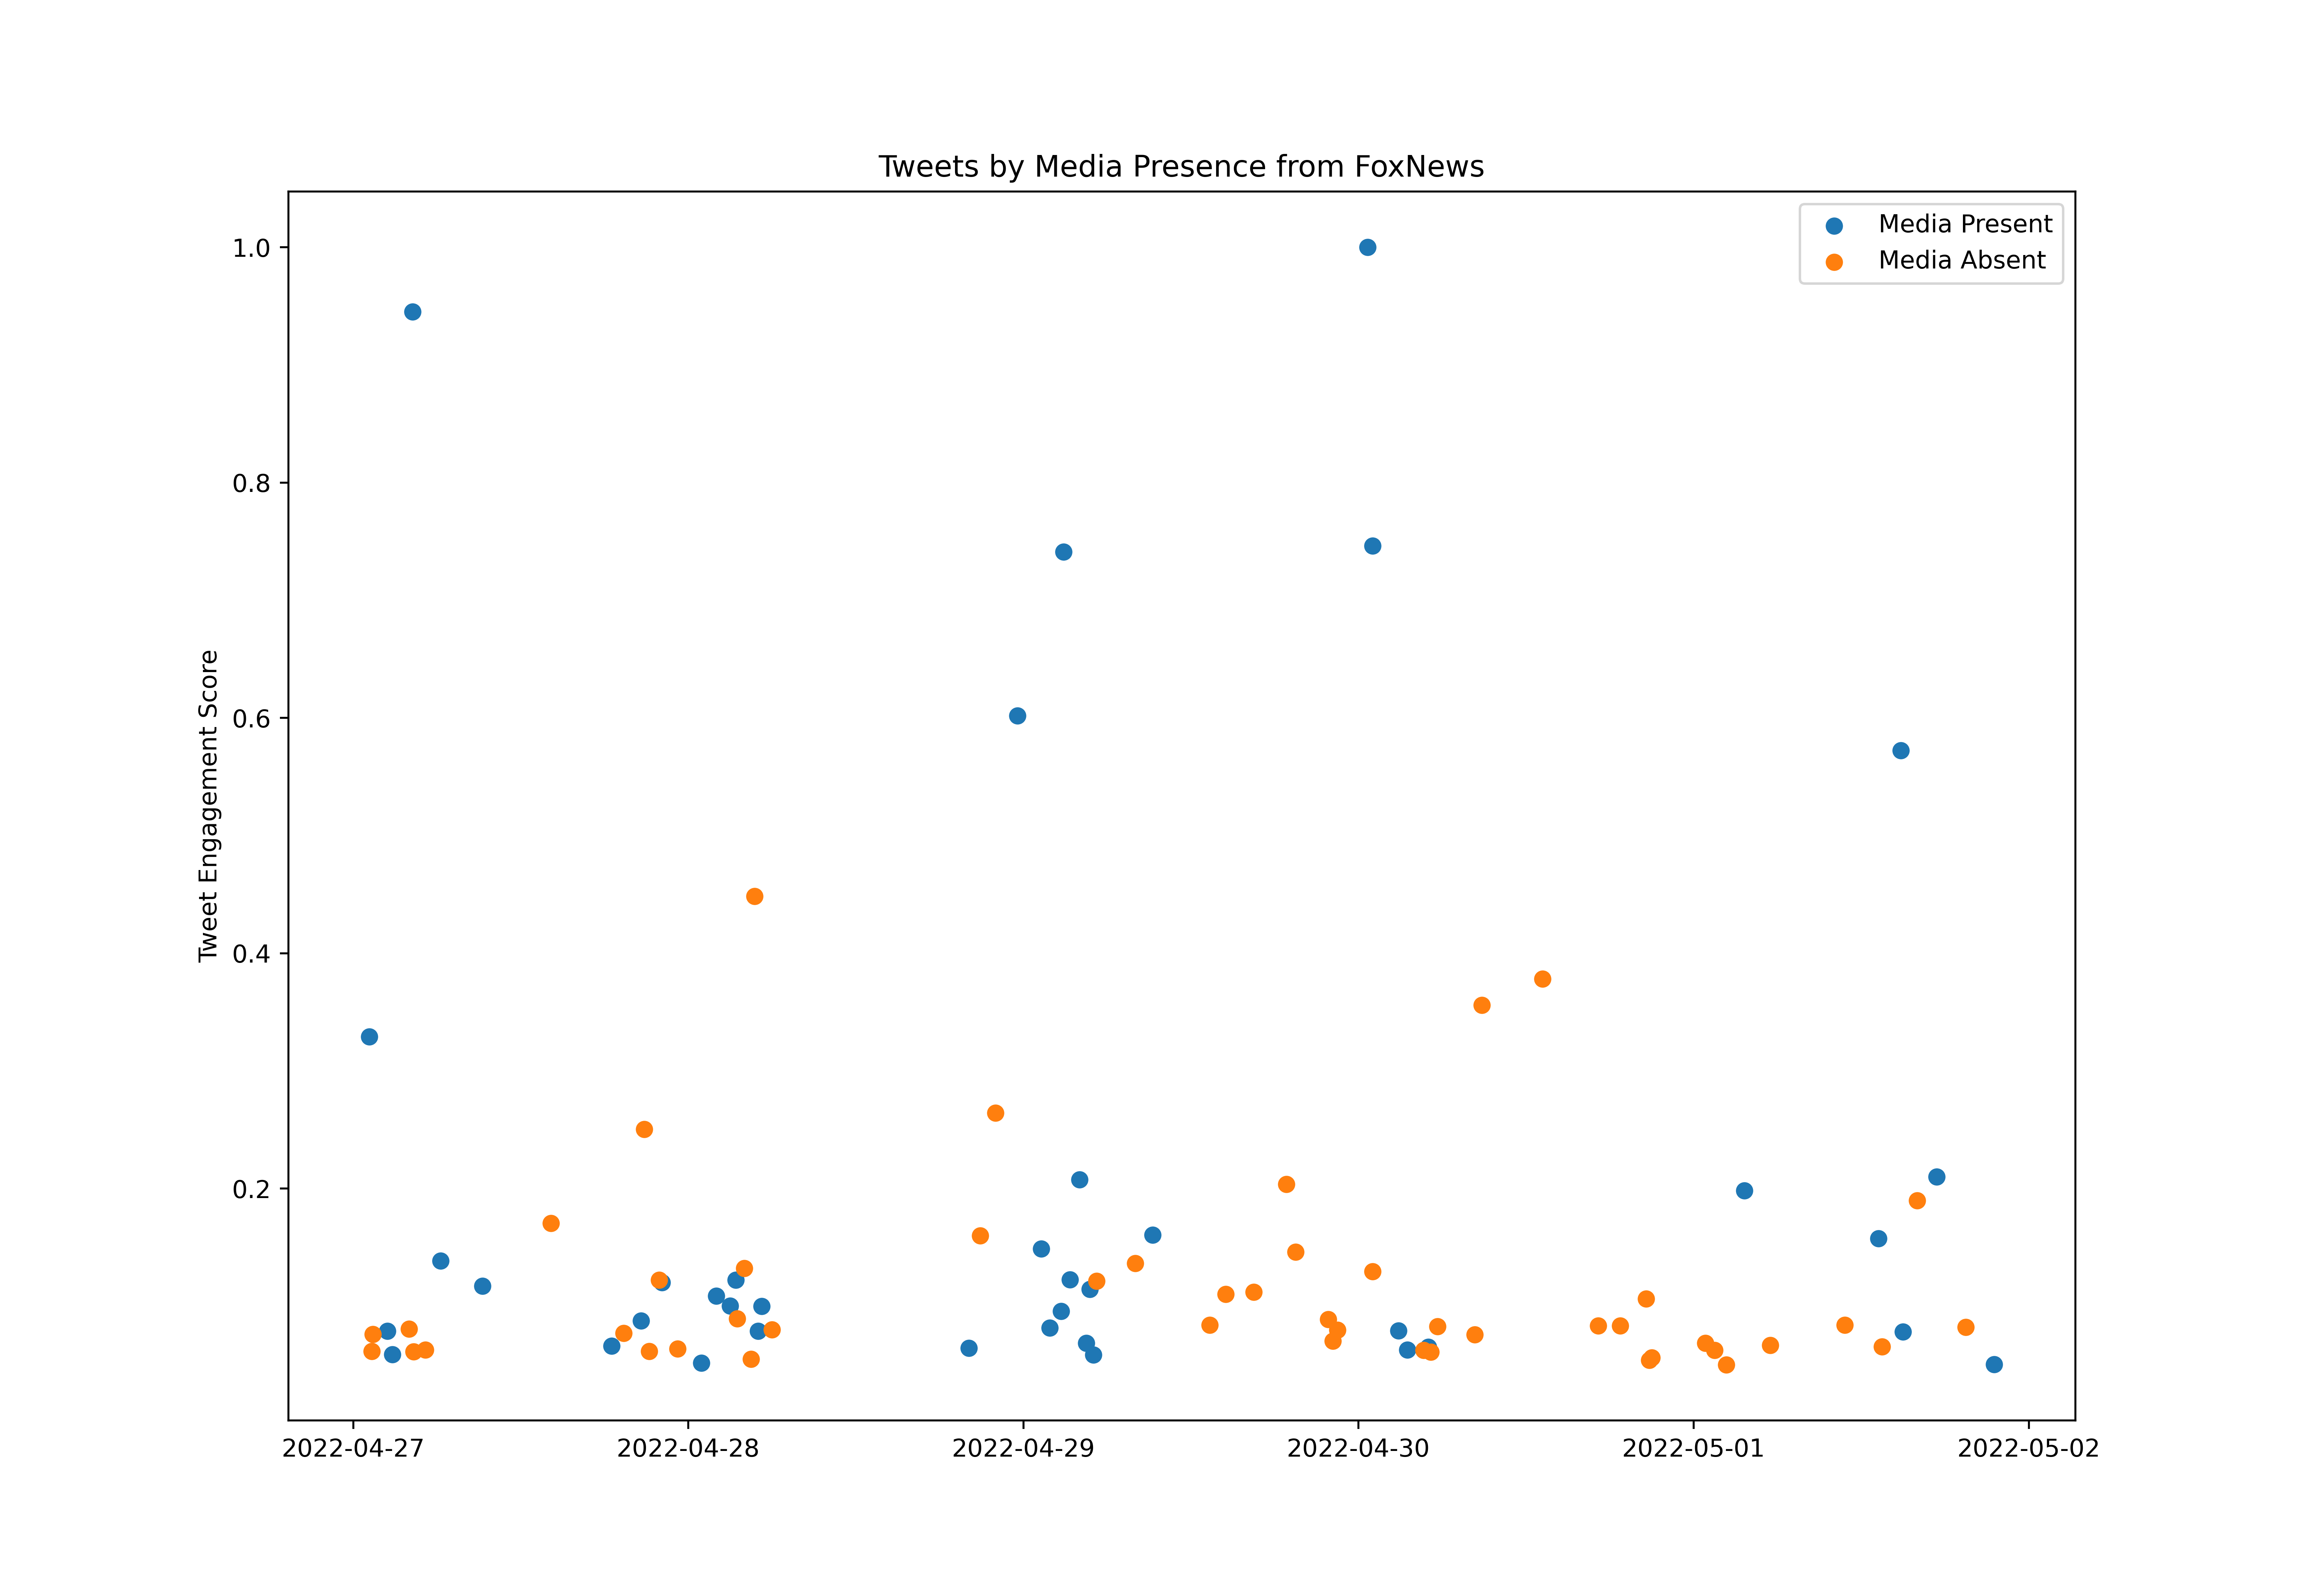 Tweets by Media Presence from FoxNews
Media Present
Media Absent
1.0
0.8
0.6
0.4
0.2
Tweet Engagement Score
2022-04-27
2022-04-28
2022-04-29
2022-04-30
2022-05-01
2022-05-02